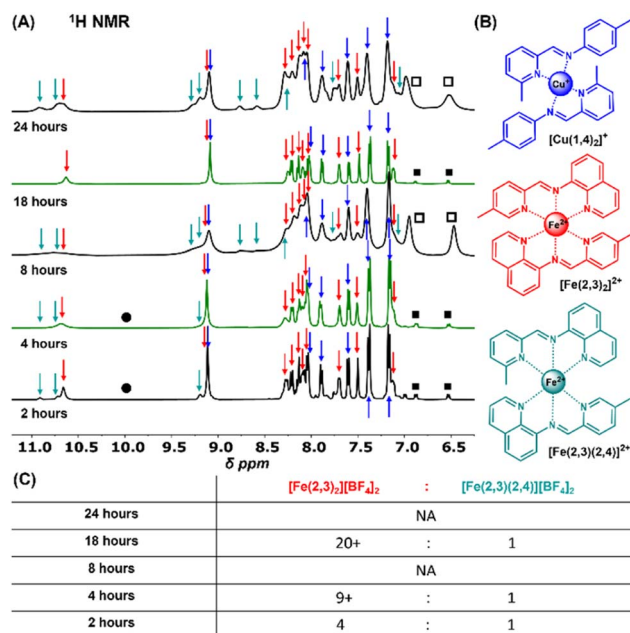 (A) ¹H NMR
24 hours
18 hours
8 hours
4 hours
2 hours
11.0 10.5 10.0 9.5 9.0 8.5 8.0 7.5 7.0 6.5
δ ppm
(B)
N
N
Cu⁺
N
N
[Cu(1,4)₂]⁺
N
N
N
Fe²⁺
N
N
N
[Fe(2,3)₂]²⁺
N
N
N
Fe²⁺
N
N
N
[Fe(2,3)(2,4)]²⁺
(C) [Fe(2,3)₂][BF₄]₂ : [Fe(2,3)(2,4)][BF₄]₂
24 hours NA
18 hours 20+ : 1
8 hours NA
4 hours 9+ : 1
2 hours 4 : 1